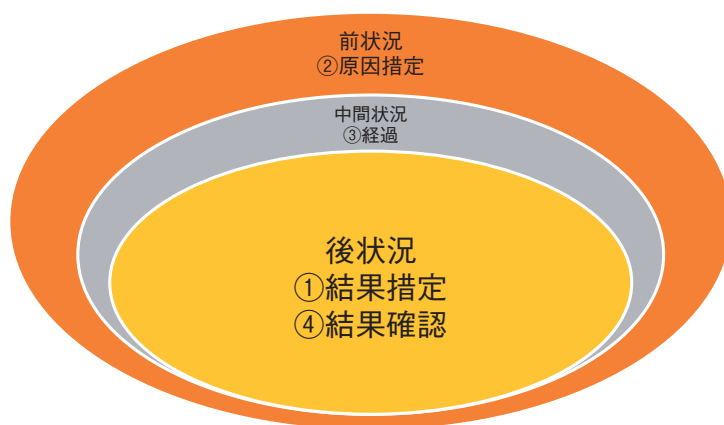 前状況
②原因措定
中間状況
③経過
後状況
①結果措定
④結果確認